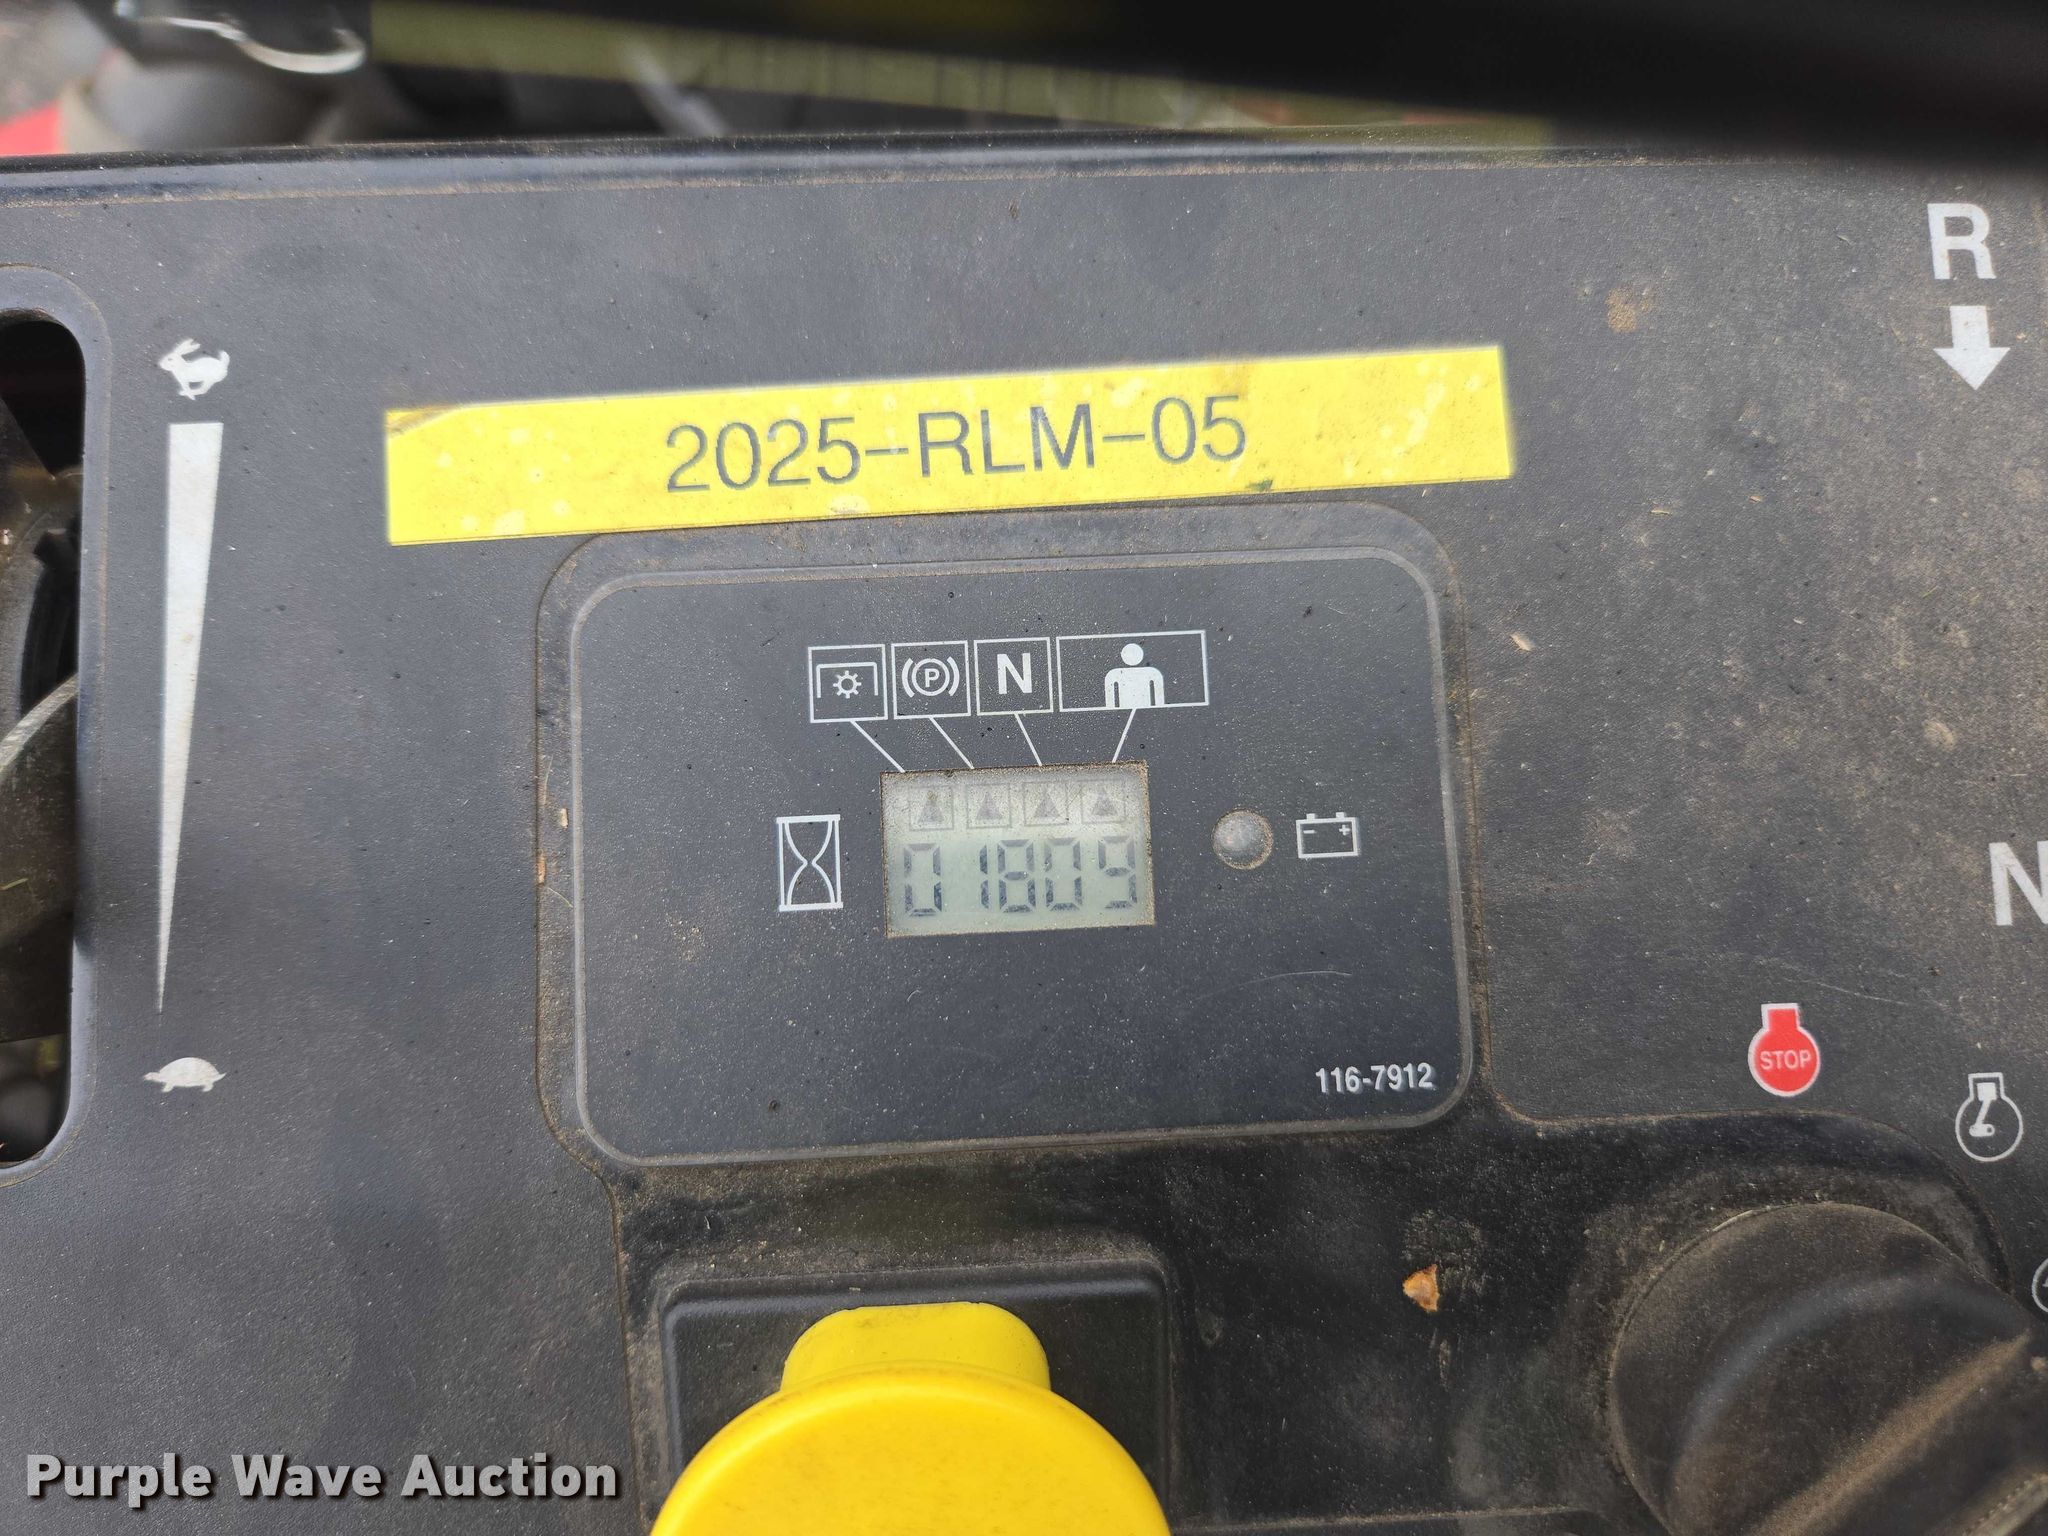 R
2025-RLM-05
P
N
01809
N
STOP
116-7912
Purple Wave Auction